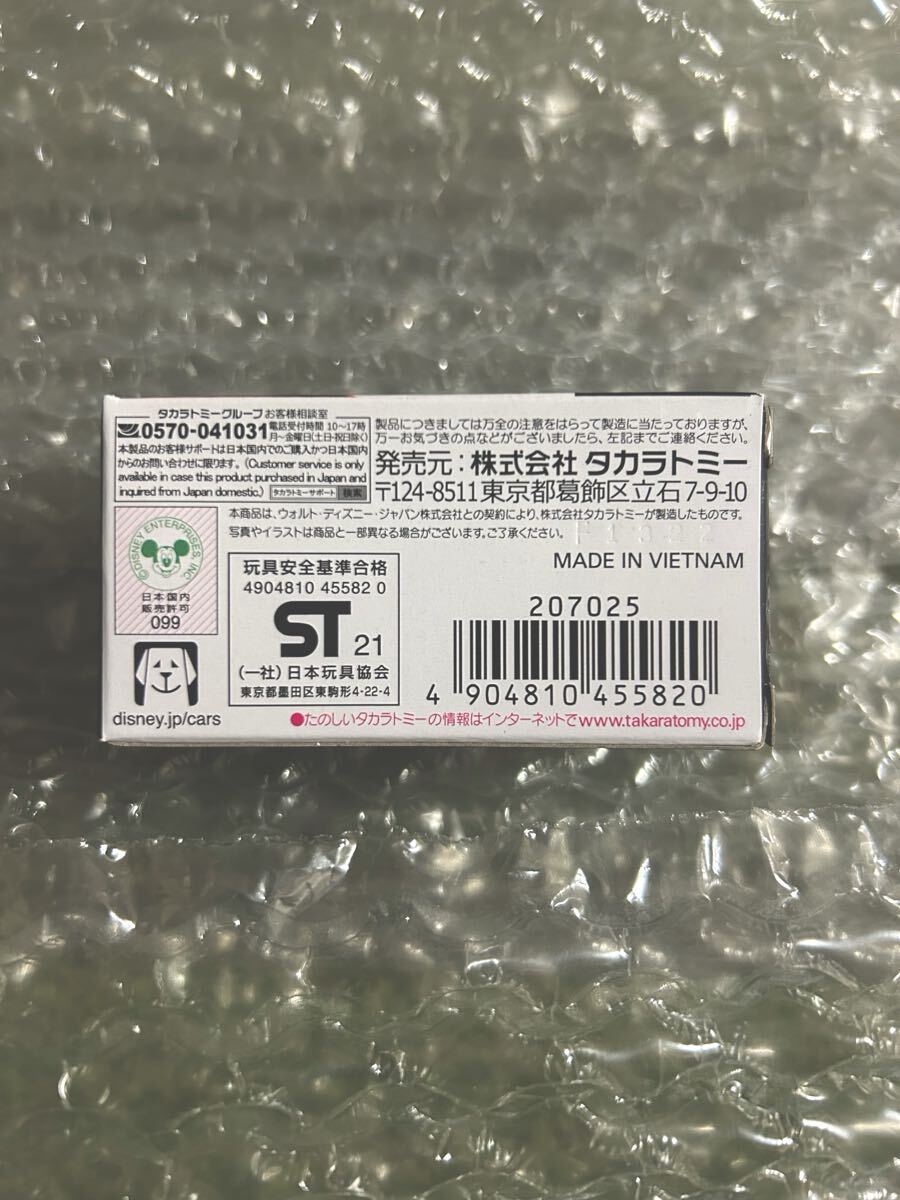 タカラトミーグループ お客様相談室
0570-041031 電話受付時間 10〜17時
月〜金曜日(土日・祝日除く)
本製品のお客様サポートは日本国内でのご購入かつ日本国内
からのお問い合わせに限ります。(Customer service is only
available in case this product purchased in Japan and
inquired from Japan domestic.) タカラトミーサポート 検索
製品につきましては万全の注意をはらって製造に当たっておりますが、
万一お気づきの点などがございましたら、左記までご連絡ください。
発売元：株式会社 タカラトミー
〒124-8511 東京都葛飾区立石7-9-10
本商品は、ウォルト・ディズニー・ジャパン株式会社との契約により、株式会社タカラトミーが製造したものです。
写真やイラストは商品と一部異なる場合がございます。ご了承ください。
MADE IN VIETNAM
©DISNEY ENTERPRISES, INC.
日本国内
販売許可
099
disney.jp/cars
玩具安全基準合格
4904810 45582 0
ST 21
(一社)日本玩具協会
東京都墨田区東駒形4-22-4
207025
4 904810 455820
●たのしいタカラトミーの情報はインターネットでwww.takaratomy.co.jp